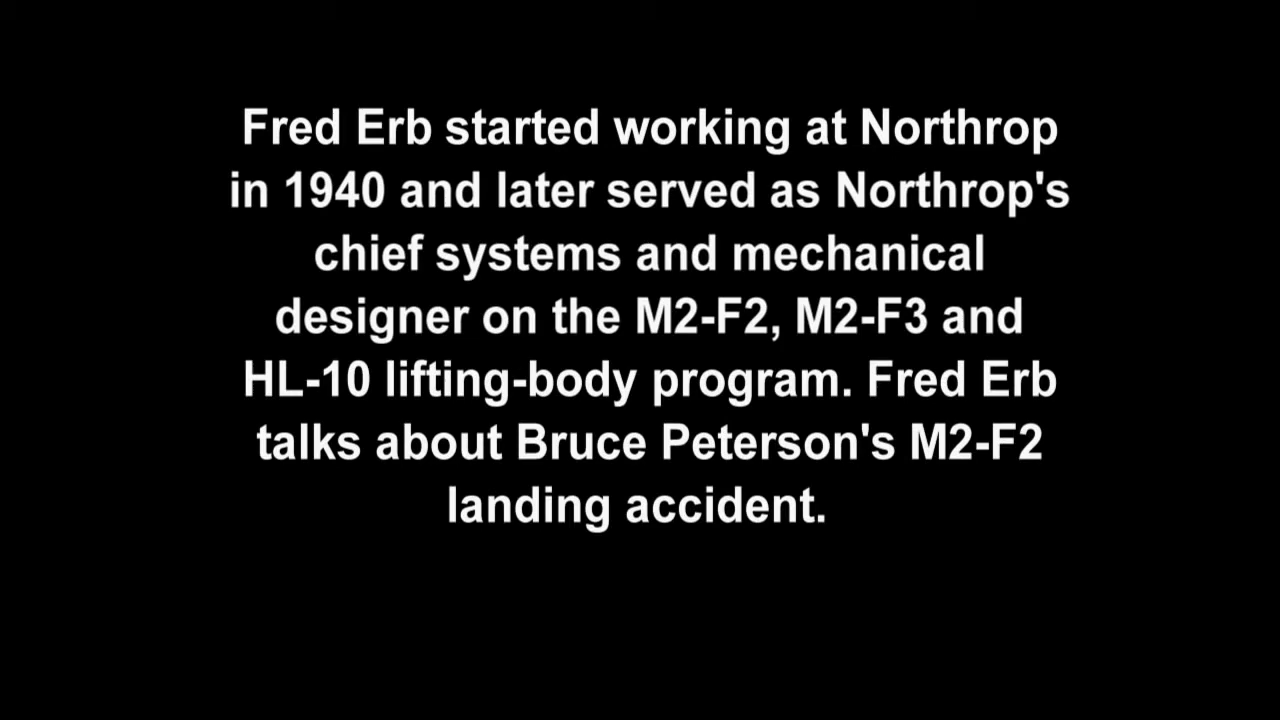 Fred Erb started working at Northrop
in 1940 and later served as Northrop's
chief systems and mechanical
designer on the M2-F2, M2-F3 and
HL-10 lifting-body program. Fred Erb
talks about Bruce Peterson's M2-F2
landing accident.